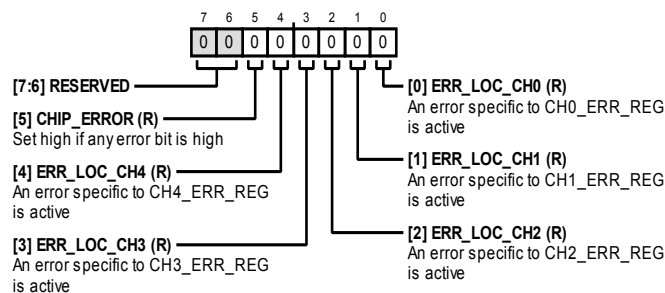 7 6 5 4 3 2 1 0
0 0 0 0 0 0 0 0
[7:6] RESERVED
[5] CHIP_ERROR (R)
Set high if any error bit is high
[4] ERR_LOC_CH4 (R)
An error specific to CH4_ERR_REG
is active
[3] ERR_LOC_CH3 (R)
An error specific to CH3_ERR_REG
is active
[0] ERR_LOC_CH0 (R)
An error specific to CH0_ERR_REG
is active
[1] ERR_LOC_CH1 (R)
An error specific to CH1_ERR_REG
is active
[2] ERR_LOC_CH2 (R)
An error specific to CH2_ERR_REG
is active